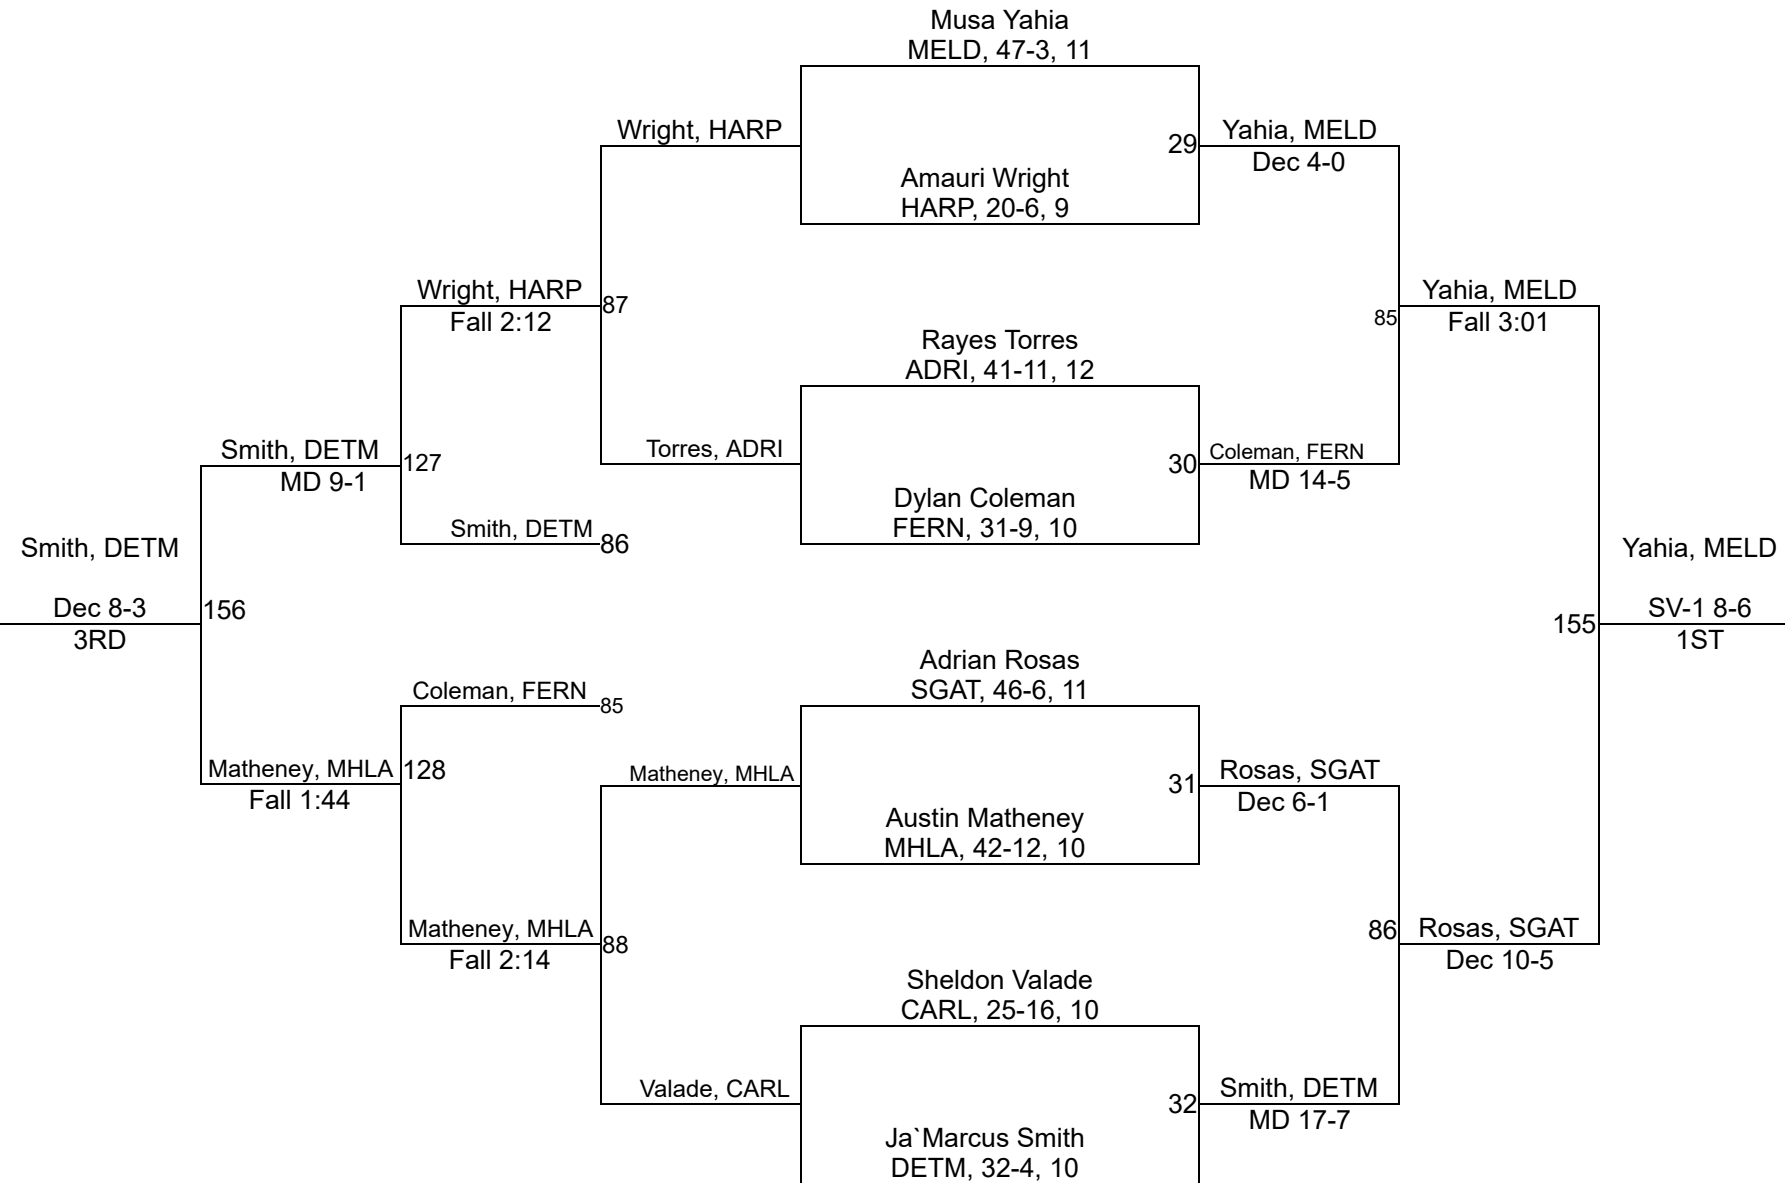 Musa Yahia
MELD, 47-3, 11
Wright, HARP
29
Yahia, MELD
Dec 4-0
Amauri Wright
HARP, 20-6, 9
Wright, HARP
Fall 2:12
87
85
Yahia, MELD
Fall 3:01
Rayes Torres
ADRI, 41-11, 12
Smith, DETM
MD 9-1
127
Torres, ADRI
30
Coleman, FERN
MD 14-5
Dylan Coleman
FERN, 31-9, 10
Smith, DETM
86
Smith, DETM
Dec 8-3
3RD
156
Yahia, MELD
155
SV-1 8-6
1ST
Adrian Rosas
SGAT, 46-6, 11
Coleman, FERN
85
Matheney, MHLA
Fall 1:44
128
Matheney, MHLA
31
Rosas, SGAT
Dec 6-1
Austin Matheney
MHLA, 42-12, 10
Matheney, MHLA
Fall 2:14
88
86
Rosas, SGAT
Dec 10-5
Sheldon Valade
CARL, 25-16, 10
Valade, CARL
32
Smith, DETM
MD 17-7
Ja`Marcus Smith
DETM, 32-4, 10